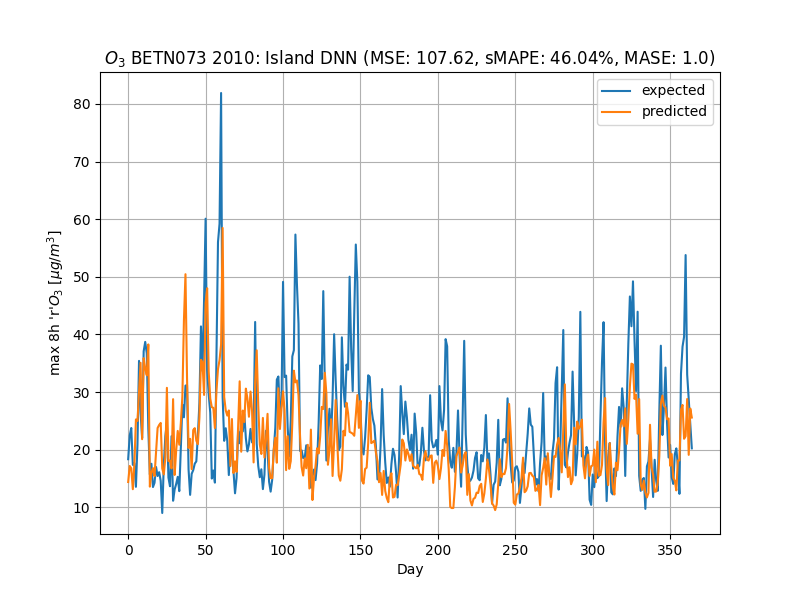 O3 BETN073 2010: Island DNN (MSE: 107.62, sMAPE: 46.04%, MASE: 1.0)
expected
predicted
max 8h 'r'O3 [μg/m³]
80
70
60
50
40
30
20
10
0 50 100 150 200 250 300 350
Day